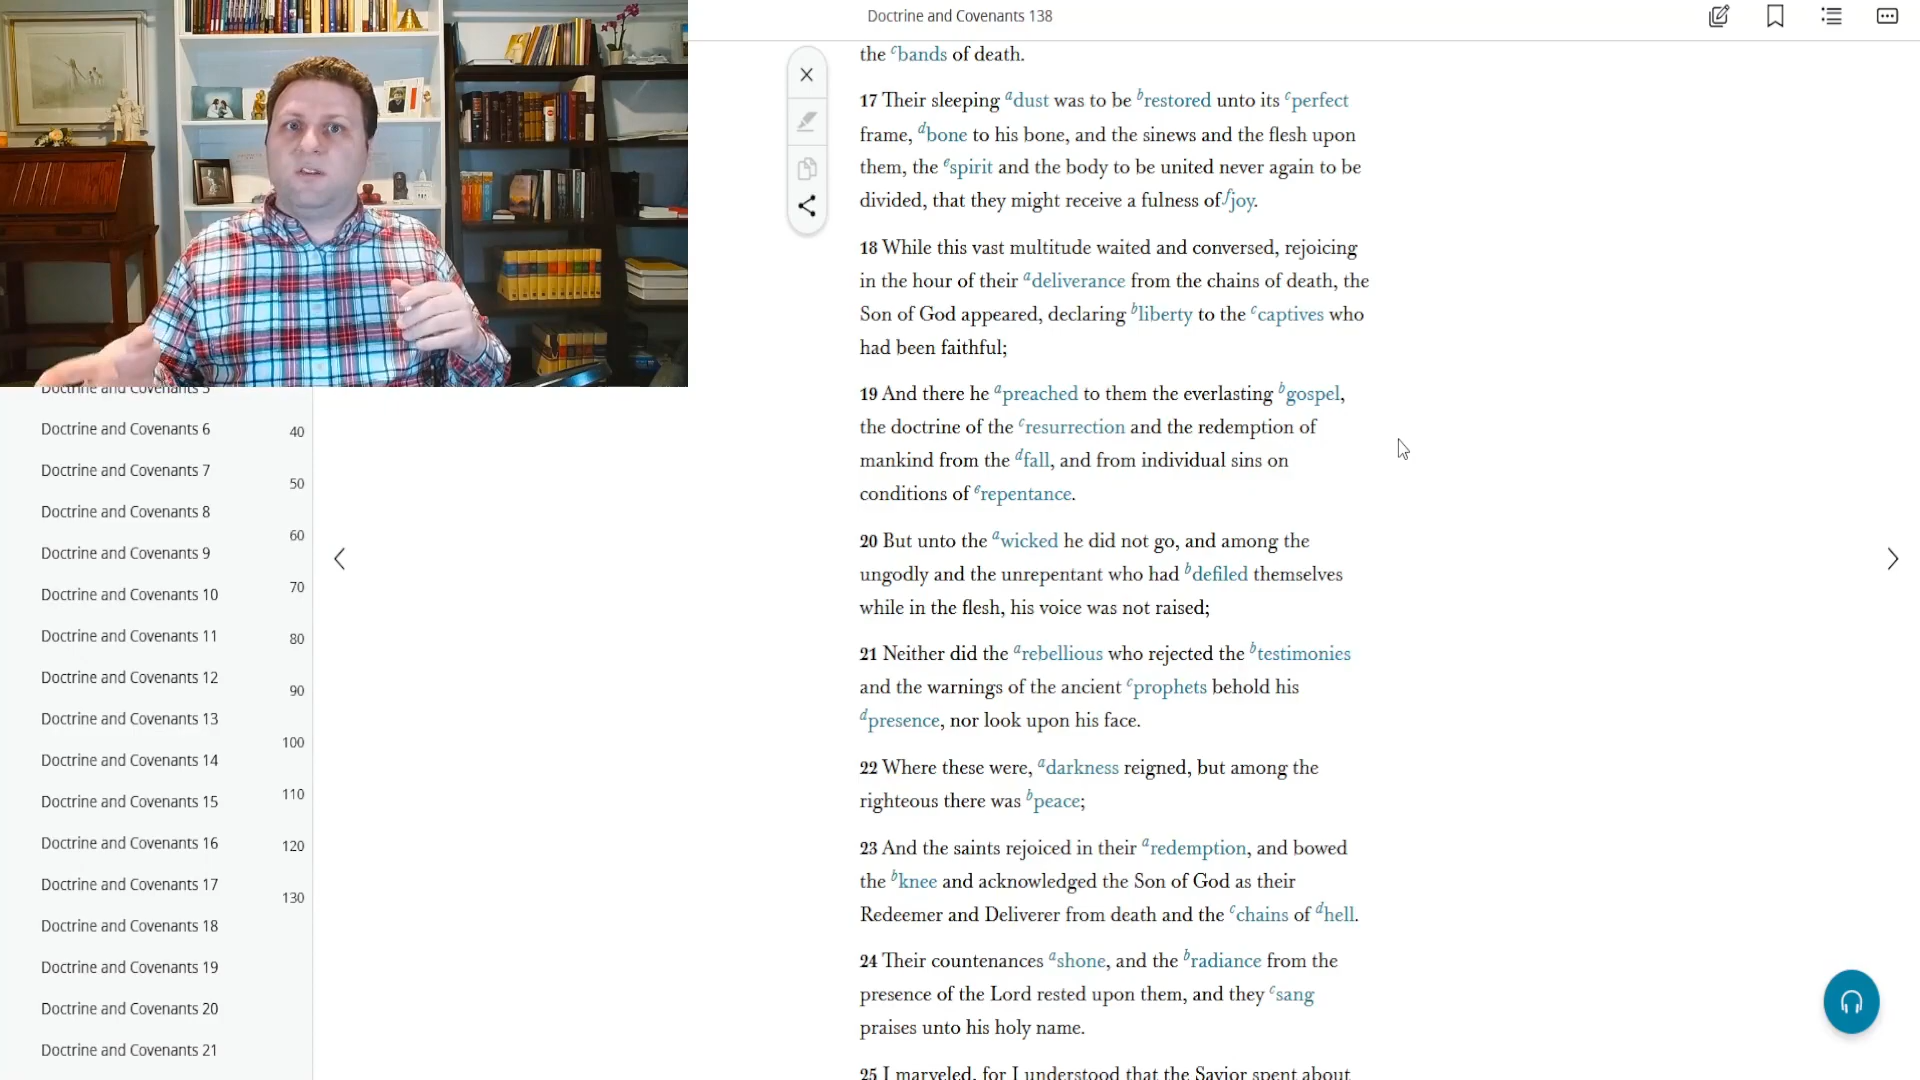 Doctrine and Covenants 138
the cbands of death.
17 Their sleeping adust was to be brestored unto its cperfect
frame, dbone to his bone, and the sinews and the flesh upon
them, the espirit and the body to be united never again to be
divided, that they might receive a fulness of fjoy.
18 While this vast multitude waited and conversed, rejoicing
in the hour of their adeliverance from the chains of death, the
Son of God appeared, declaring bliberty to the ccaptives who
had been faithful;
19 And there he apreached to them the everlasting bgospel,
the doctrine of the cresurrection and the redemption of
mankind from the dfall, and from individual sins on
conditions of erepentance.
20 But unto the awicked he did not go, and among the
ungodly and the unrepentant who had bdefiled themselves
while in the flesh, his voice was not raised;
21 Neither did the arebellious who rejected the btestimonies
and the warnings of the ancient cprophets behold his
dpresence, nor look upon his face.
22 Where these were, adarkness reigned, but among the
righteous there was bpeace;
23 And the saints rejoiced in their aredemption, and bowed
the bknee and acknowledged the Son of God as their
Redeemer and Deliverer from death and the cchains of dhell.
24 Their countenances ashone, and the bradiance from the
presence of the Lord rested upon them, and they csang
praises unto his holy name.
25 I marveled, for I understood that the Savior spent about
Doctrine and Covenants 5
Doctrine and Covenants 6
Doctrine and Covenants 7
Doctrine and Covenants 8
Doctrine and Covenants 9
Doctrine and Covenants 10
Doctrine and Covenants 11
Doctrine and Covenants 12
Doctrine and Covenants 13
Doctrine and Covenants 14
Doctrine and Covenants 15
Doctrine and Covenants 16
Doctrine and Covenants 17
Doctrine and Covenants 18
Doctrine and Covenants 19
Doctrine and Covenants 20
Doctrine and Covenants 21
40
50
60
70
80
90
100
110
120
130